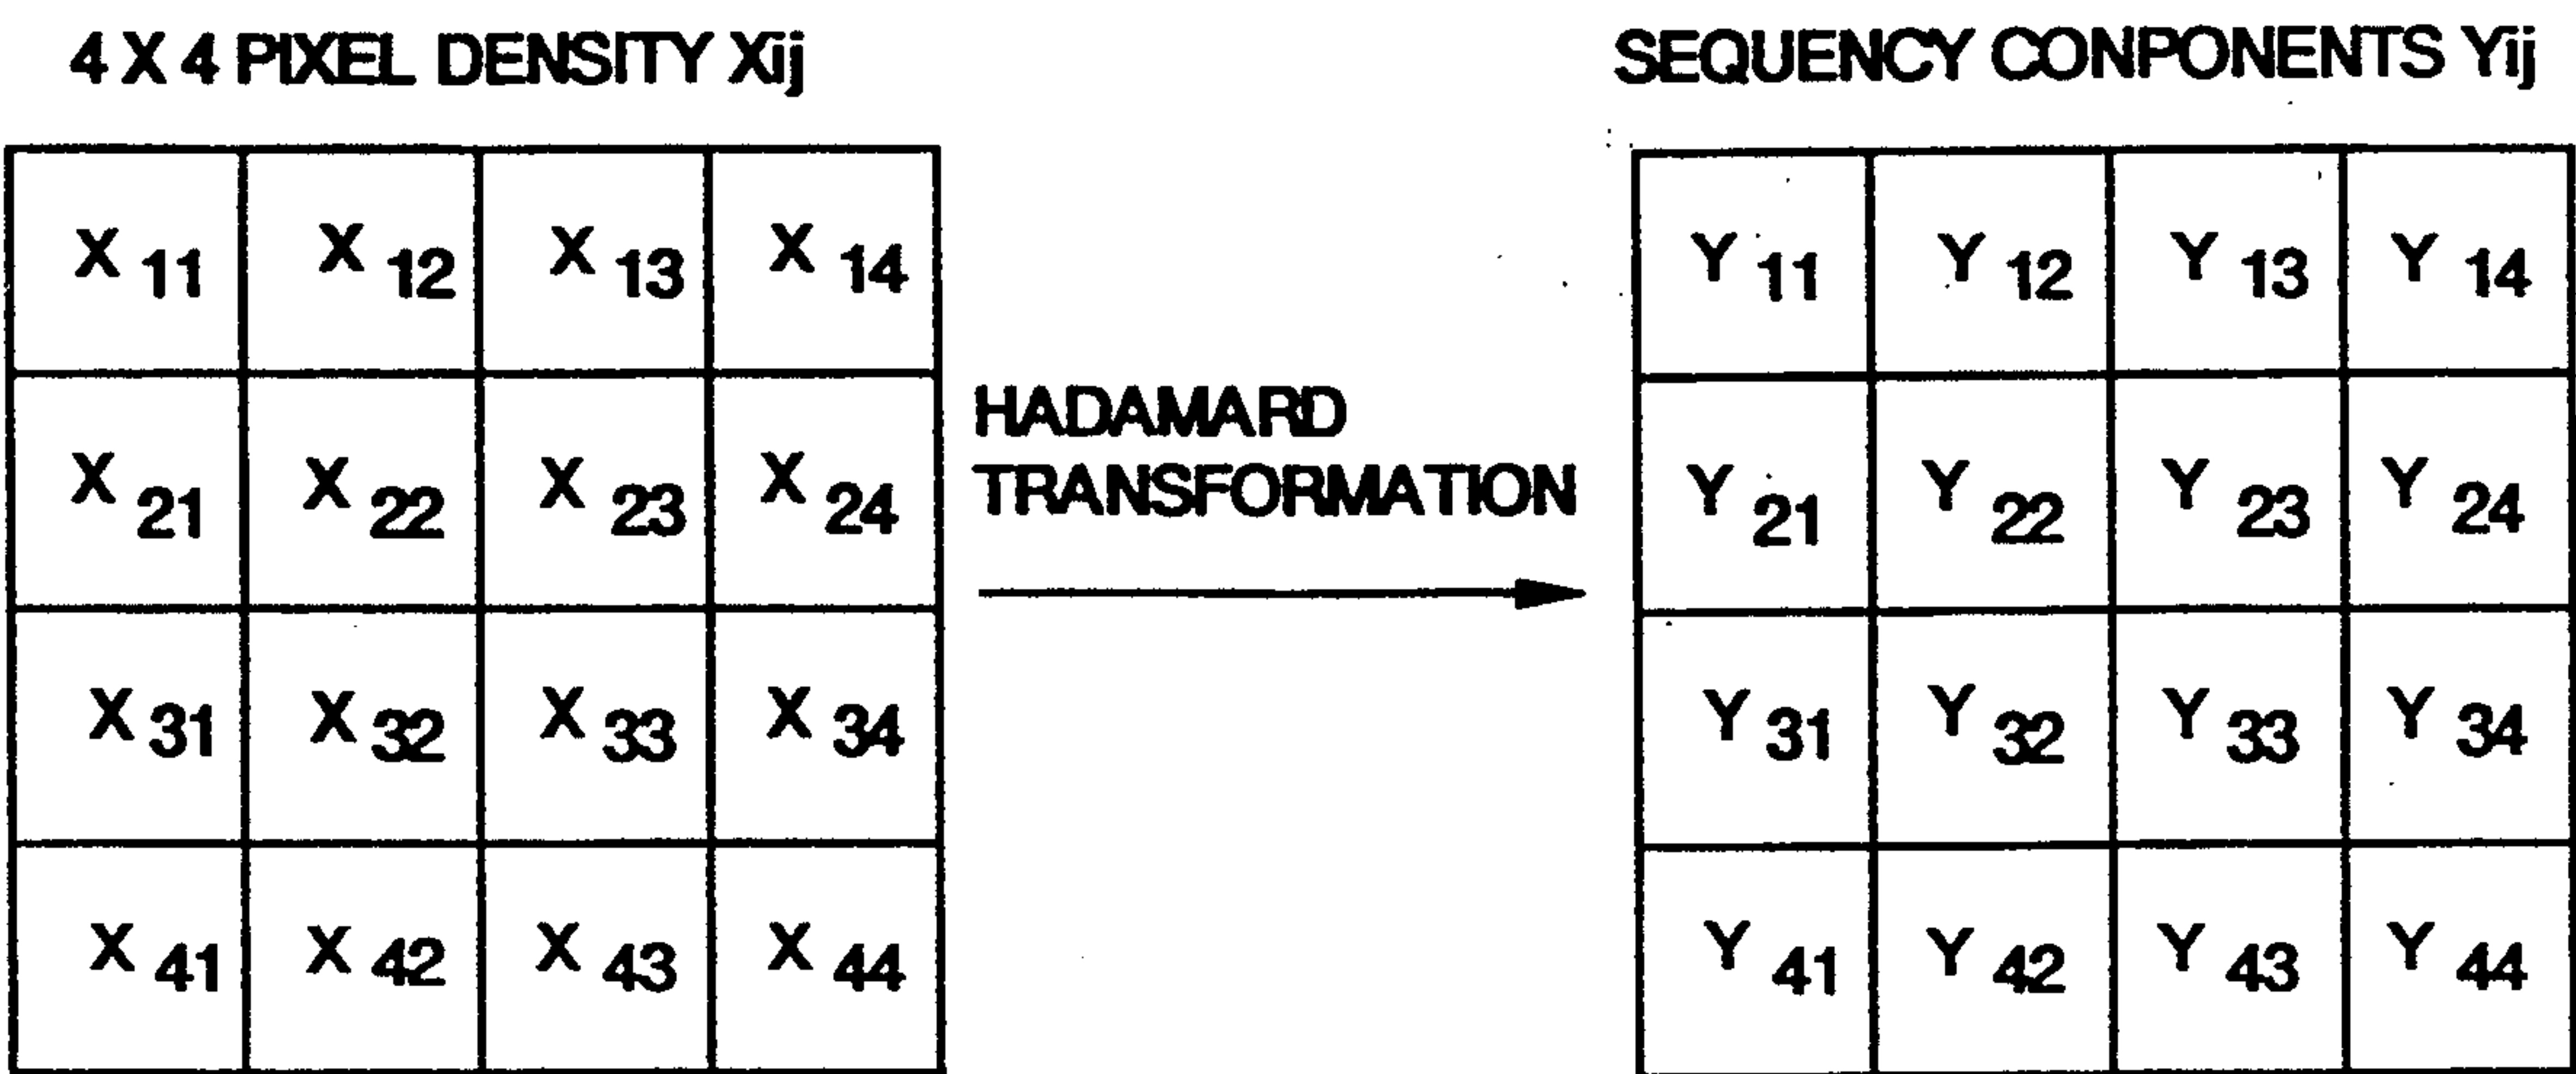 4 X 4 PIXEL DENSITY Xij
SEQUENCY CONPONENTS Yij
X 11 X 12 X 13 X 14
X 21 X 22 X 23 X 24
X 31 X 32 X 33 X 34
X 41 X 42 X 43 X 44
HADAMARD
TRANSFORMATION
Y 11 Y 12 Y 13 Y 14
Y 21 Y 22 Y 23 Y 24
Y 31 Y 32 Y 33 Y 34
Y 41 Y 42 Y 43 Y 44